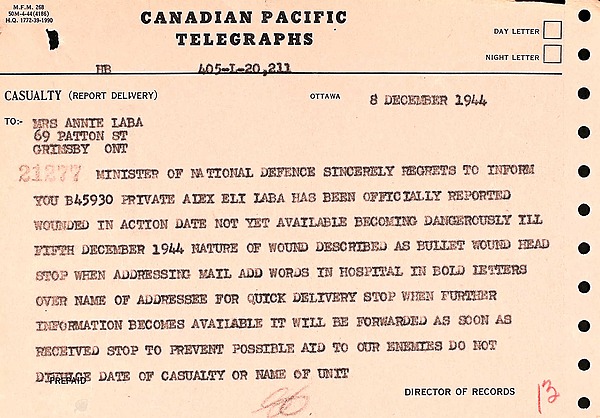 M.F.M. 268
50M-4-44(4186)
H.Q. 1772-39-1990
CANADIAN PACIFIC
TELEGRAPHS
DAY LETTER
NIGHT LETTER
HB 405-L-20,211
CASUALTY (REPORT DELIVERY) OTTAWA 8 DECEMBER 1944
TO:- MRS ANNIE LABA
69 PATTON ST
GRIMSBY ONT
21277 MINISTER OF NATIONAL DEFENCE SINCERELY REGRETS TO INFORM
YOU B45930 PRIVATE ALEX ELI LABA HAS BEEN OFFICIALLY REPORTED
WOUNDED IN ACTION DATE NOT YET AVAILABLE BECOMING DANGEROUSLY ILL
FIFTH DECEMBER 1944 NATURE OF WOUND DESCRIBED AS BULLET WOUND HEAD
STOP WHEN ADDRESSING MAIL ADD WORDS IN HOSPITAL IN BOLD LETTERS
OVER NAME OF ADDRESSEE FOR QUICK DELIVERY STOP WHEN FURTHER
INFORMATION BECOMES AVAILABLE IT WILL BE FORWARDED AS SOON AS
RECEIVED STOP TO PREVENT POSSIBLE AID TO OUR ENEMIES DO NOT
DIVULGE DATE OF CASUALTY OR NAME OF UNIT
PREPAID
DIRECTOR OF RECORDS 13